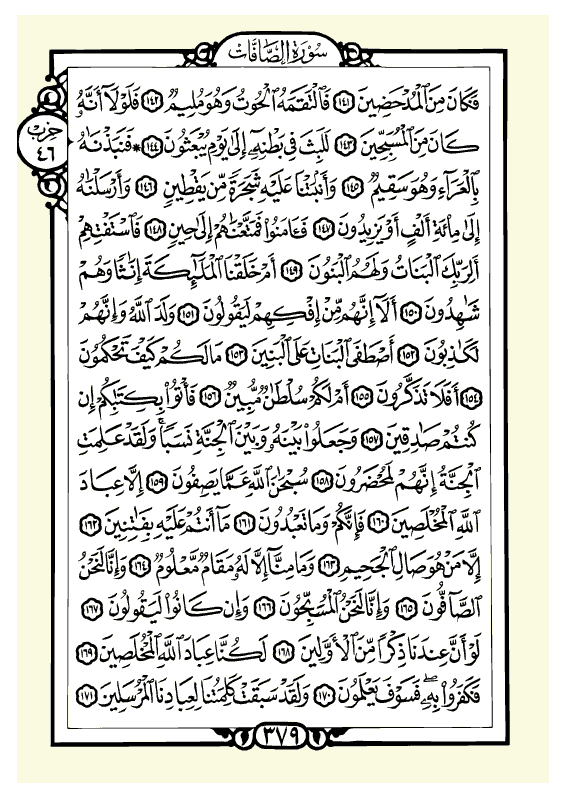 سُورَةُ الصَّافَّات
فَكَانَ مِنَ ٱلْمُدْحَضِينَ ١٤١ فَٱلْتَقَمَهُ ٱلْحُوتُ وَهُوَ مُلِيمٌ ١٤٢ فَلَوْلَآ أَنَّهُۥ
حزب
٤٦
كَانَ مِنَ ٱلْمُسَبِّحِينَ ١٤٣ لَلَبِثَ فِى بَطْنِهِۦٓ إِلَىٰ يَوْمِ يُبْعَثُونَ ١٤٤ * فَنَبَذْنَـٰهُ
بِٱلْعَرَآءِ وَهُوَ سَقِيمٌ ١٤٥ وَأَنۢبَتْنَا عَلَيْهِ شَجَرَةً مِّن يَقْطِينٍ ١٤٦ وَأَرْسَلْنَـٰهُ
إِلَىٰ مِا۟ئَةِ أَلْفٍ أَوْ يَزِيدُونَ ١٤٧ فَـَٔامَنُوا۟ فَمَتَّعْنَـٰهُمْ إِلَىٰ حِينٍ ١٤٨ فَٱسْتَفْتِهِمْ
أَلِرَبِّكَ ٱلْبَنَاتُ وَلَهُمُ ٱلْبَنُونَ ١٤٩ أَمْ خَلَقْنَا ٱلْمَلَـٰٓئِكَةَ إِنَـٰثًا وَهُمْ
شَـٰهِدُونَ ١٥٠ أَلَآ إِنَّهُم مِّنْ إِفْكِهِمْ لَيَقُولُونَ ١٥١ وَلَدَ ٱللَّهُ وَإِنَّهُمْ
لَكَـٰذِبُونَ ١٥٢ أَصْطَفَى ٱلْبَنَاتِ عَلَى ٱلْبَنِينَ ١٥٣ مَا لَكُمْ كَيْفَ تَحْكُمُونَ
١٥٤ أَفَلَا تَذَكَّرُونَ ١٥٥ أَمْ لَكُمْ سُلْطَـٰنٌ مُّبِينٌ ١٥٦ فَأْتُوا۟ بِكِتَـٰبِكُمْ إِن
كُنتُمْ صَـٰدِقِينَ ١٥٧ وَجَعَلُوا۟ بَيْنَهُۥ وَبَيْنَ ٱلْجِنَّةِ نَسَبًا ۚ وَلَقَدْ عَلِمَتِ
ٱلْجِنَّةُ إِنَّهُمْ لَمُحْضَرُونَ ١٥٨ سُبْحَـٰنَ ٱللَّهِ عَمَّا يَصِفُونَ ١٥٩ إِلَّا عِبَادَ
ٱللَّهِ ٱلْمُخْلَصِينَ ١٦٠ فَإِنَّكُمْ وَمَا تَعْبُدُونَ ١٦١ مَآ أَنتُمْ عَلَيْهِ بِفَـٰتِنِينَ ١٦٢
إِلَّا مَنْ هُوَ صَالِ ٱلْجَحِيمِ ١٦٣ وَمَا مِنَّآ إِلَّا لَهُۥ مَقَامٌ مَّعْلُومٌ ١٦٤ وَإِنَّا لَنَحْنُ
ٱلصَّآفُّونَ ١٦٥ وَإِنَّا لَنَحْنُ ٱلْمُسَبِّحُونَ ١٦٦ وَإِن كَانُوا۟ لَيَقُولُونَ ١٦٧
لَوْ أَنَّ عِندَنَا ذِكْرًا مِّنَ ٱلْأَوَّلِينَ ١٦٨ لَكُنَّا عِبَادَ ٱللَّهِ ٱلْمُخْلَصِينَ ١٦٩
فَكَفَرُوا۟ بِهِۦ ۖ فَسَوْفَ يَعْلَمُونَ ١٧٠ وَلَقَدْ سَبَقَتْ كَلِمَتُنَا لِعِبَادِنَا ٱلْمُرْسَلِينَ ١٧١
٣٧٩